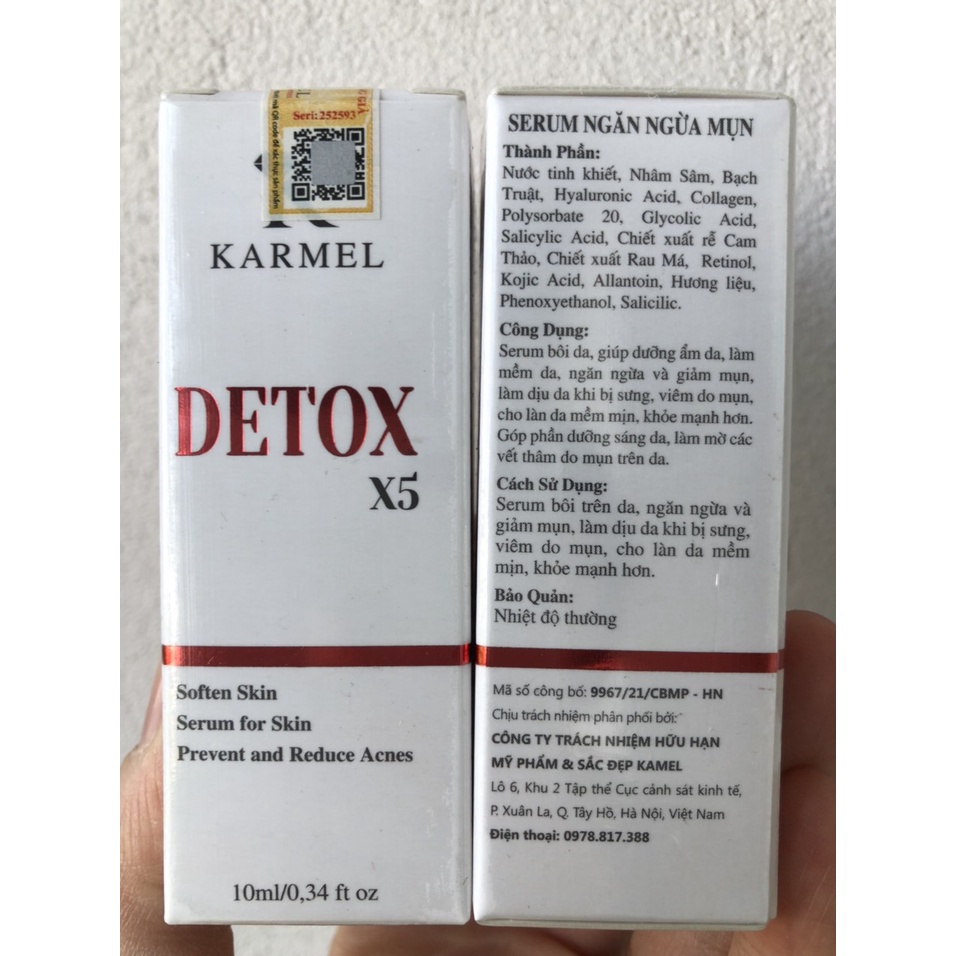 Seri: 252593
KARMEL
DETOX
X5
Soften Skin
Serum for Skin
Prevent and Reduce Acnes
10ml/0,34 ft oz
SERUM NGĂN NGỪA MỤN
Thành Phần:
Nước tinh khiết, Nhâm Sâm, Bạch
Truật, Hyaluronic Acid, Collagen,
Polysorbate 20, Glycolic Acid,
Salicylic Acid, Chiết xuất rễ Cam
Thảo, Chiết xuất Rau Má, Retinol,
Kojic Acid, Allantoin, Hương liệu,
Phenoxyethanol, Salicilic.
Công Dụng:
Serum bôi da, giúp dưỡng ẩm da, làm
mềm da, ngăn ngừa và giảm mụn,
làm dịu da khi bị sưng, viêm do mụn,
cho làn da mềm mịn, khỏe mạnh hơn.
Góp phần dưỡng sáng da, làm mờ các
vết thâm do mụn trên da.
Cách Sử Dụng:
Serum bôi trên da, ngăn ngừa và
giảm mụn, làm dịu da khi bị sưng,
viêm do mụn, cho làn da mềm
mịn, khỏe mạnh hơn.
Bảo Quản:
Nhiệt độ thường
Mã số công bố: 9967/21/CBMP - HN
Chịu trách nhiệm phân phối bởi:
CÔNG TY TRÁCH NHIỆM HỮU HẠN
MỸ PHẨM & SẮC ĐẸP KAMEL
Lô 6, Khu 2 Tập thể Cục cảnh sát kinh tế,
P. Xuân La, Q. Tây Hồ, Hà Nội, Việt Nam
Điện thoại: 0978.817.388